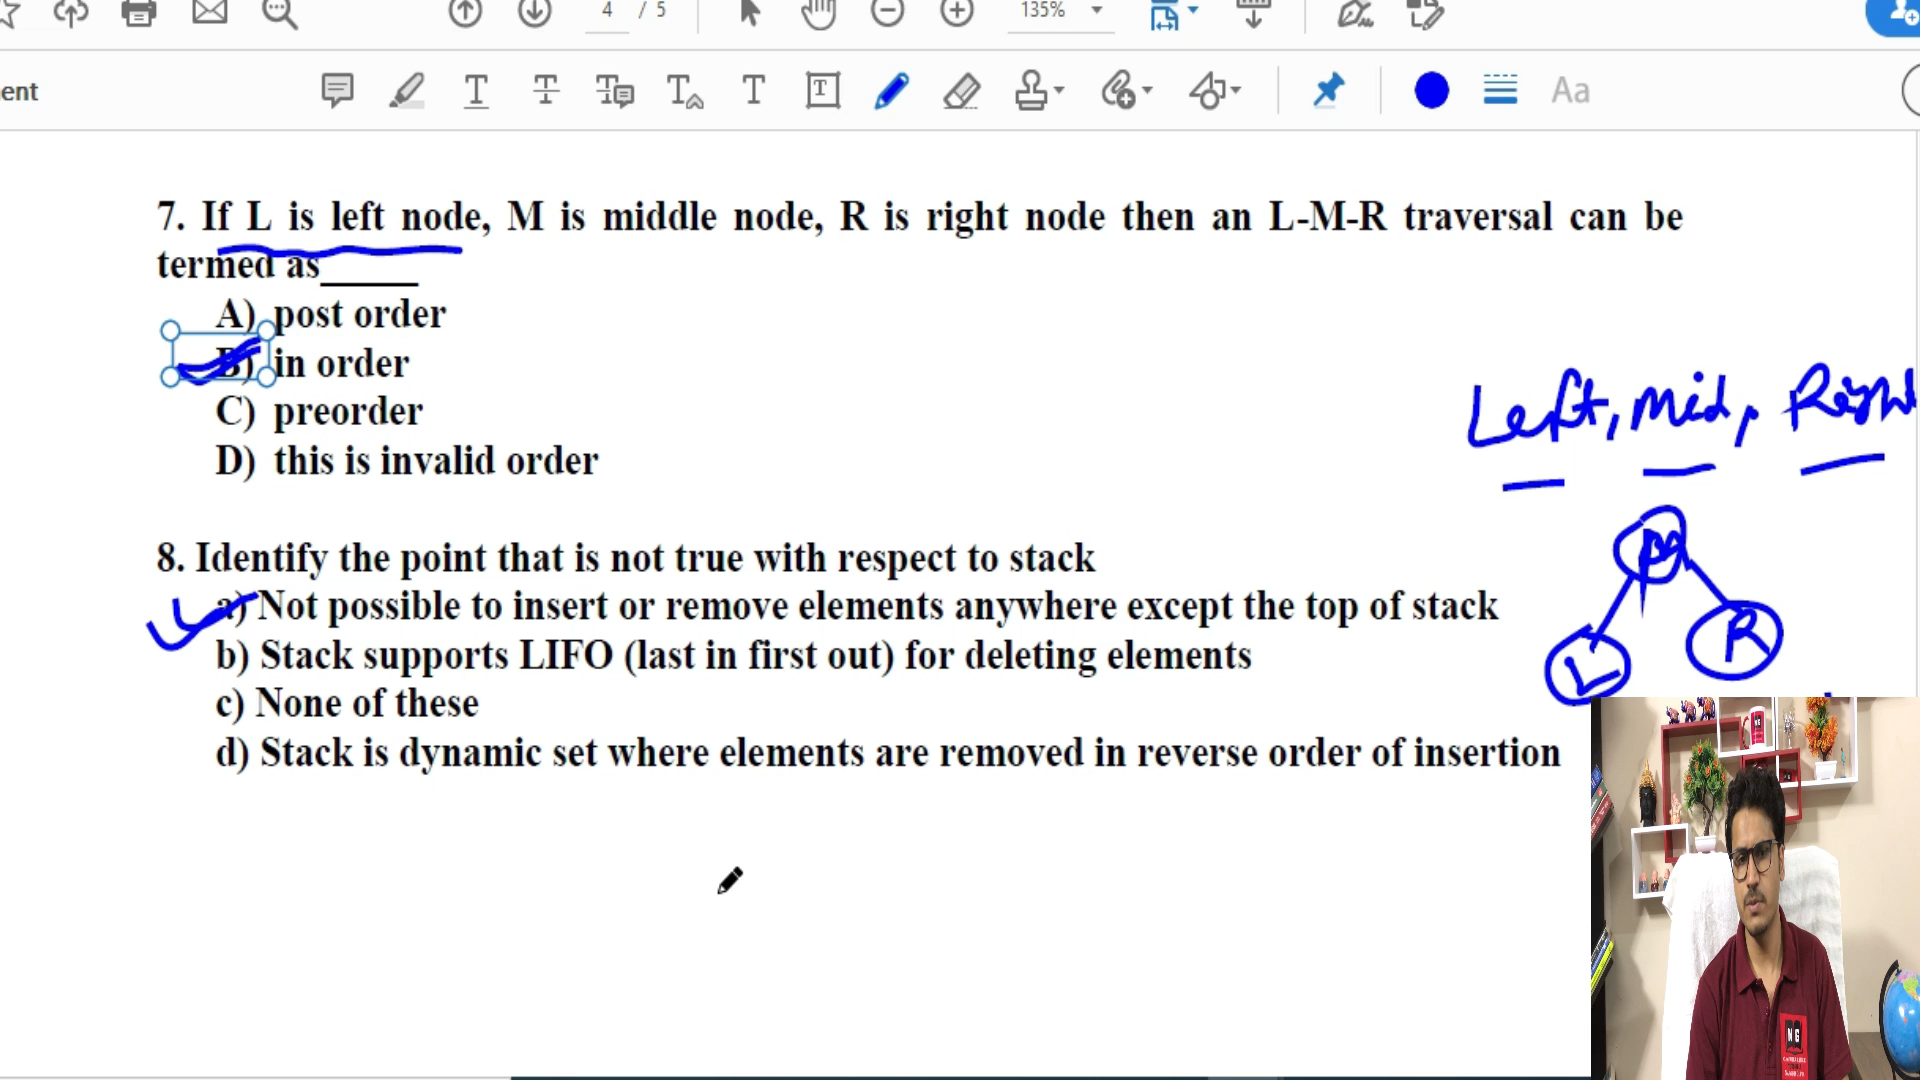 4 / 5
135%
ent
T T T T T T Aa
7. If L is left node, M is middle node, R is right node then an L-M-R traversal can be
termed as_____
A) post order
B) in order
C) preorder
D) this is invalid order
Left, Mid, Right
8. Identify the point that is not true with respect to stack
a) Not possible to insert or remove elements anywhere except the top of stack
b) Stack supports LIFO (last in first out) for deleting elements
c) None of these
d) Stack is dynamic set where elements are removed in reverse order of insertion
M
L R
N G